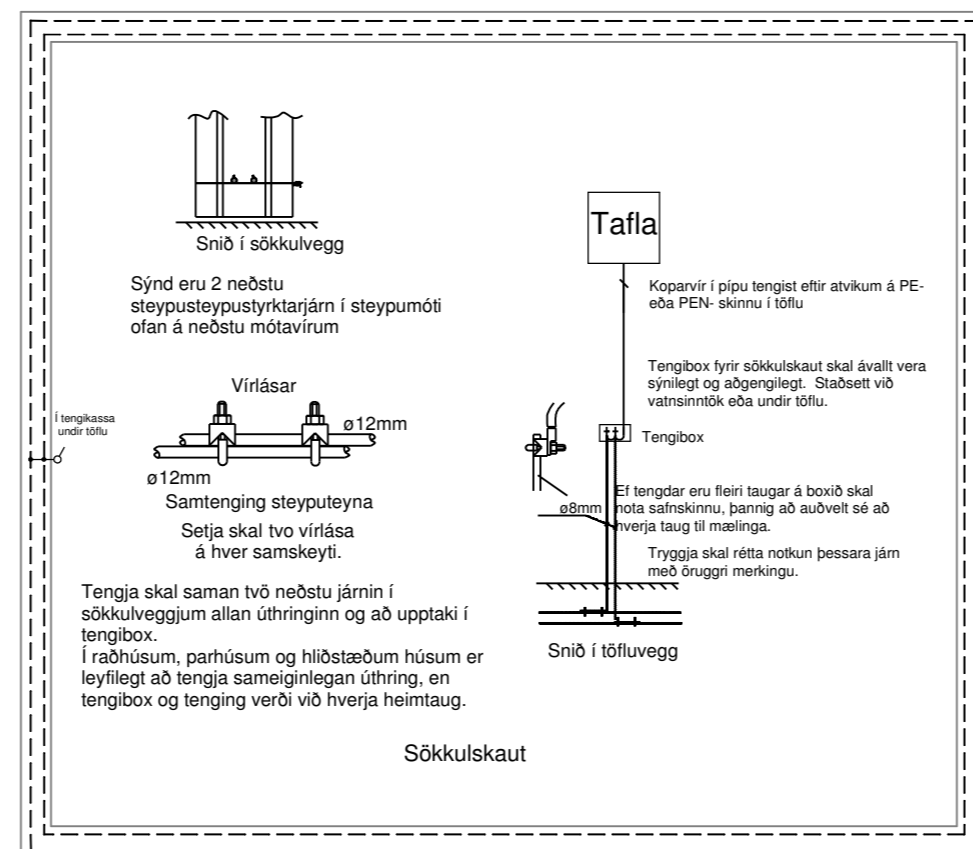 Snið í sökkulvegg
Sýnd eru 2 neðstu
steypusteypustyrktarjárn í steypumóti
ofan á neðstu mótavírum
Vírlásar
ø12mm
ø12mm
Samtenging steyputeyna
Setja skal tvo vírlása
á hver samskeyti.
Í tengikassa
undir töflu
Tengja skal saman tvö neðstu járnin í
sökkulveggjum allan úthringinn og að upptaki í
tengibox.
Í raðhúsum, parhúsum og hliðstæðum húsum er
leyfilegt að tengja sameiginlegan úthring, en
tengibox og tenging verði við hverja heimtaug.
Tafla
Koparvír í pípu tengist eftir atvikum á PE-
eða PEN- skinnu í töflu
Tengibox fyrir sökkulskaut skal ávallt vera
sýnilegt og aðgengilegt. Staðsett við
vatnsinntök eða undir töflu.
Tengibox
Ef tengdar eru fleiri taugar á boxið skal
nota safnskinnu, þannig að auðvelt sé að
hverja taug til mælinga.
ø8mm
Tryggja skal rétta notkun þessara járn
með öruggri merkingu.
Snið í töfluvegg
Sökkulskaut